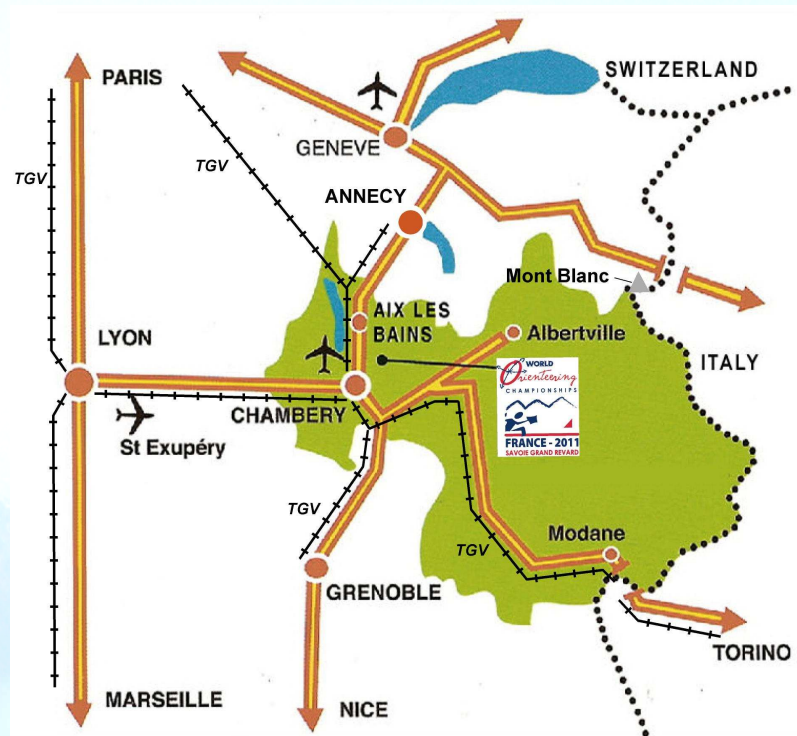 PARIS
SWITZERLAND
TGV
TGV
GENEVE
ANNECY
Mont Blanc
AIX LES
BAINS
Albertville
LYON
ITALY
WORLD
Orienteering
CHAMPIONSHIPS
FRANCE - 2011
SAVOIE GRAND REVARD
CHAMBERY
St Exupéry
TGV
Modane
TGV
GRENOBLE
TORINO
MARSEILLE
NICE